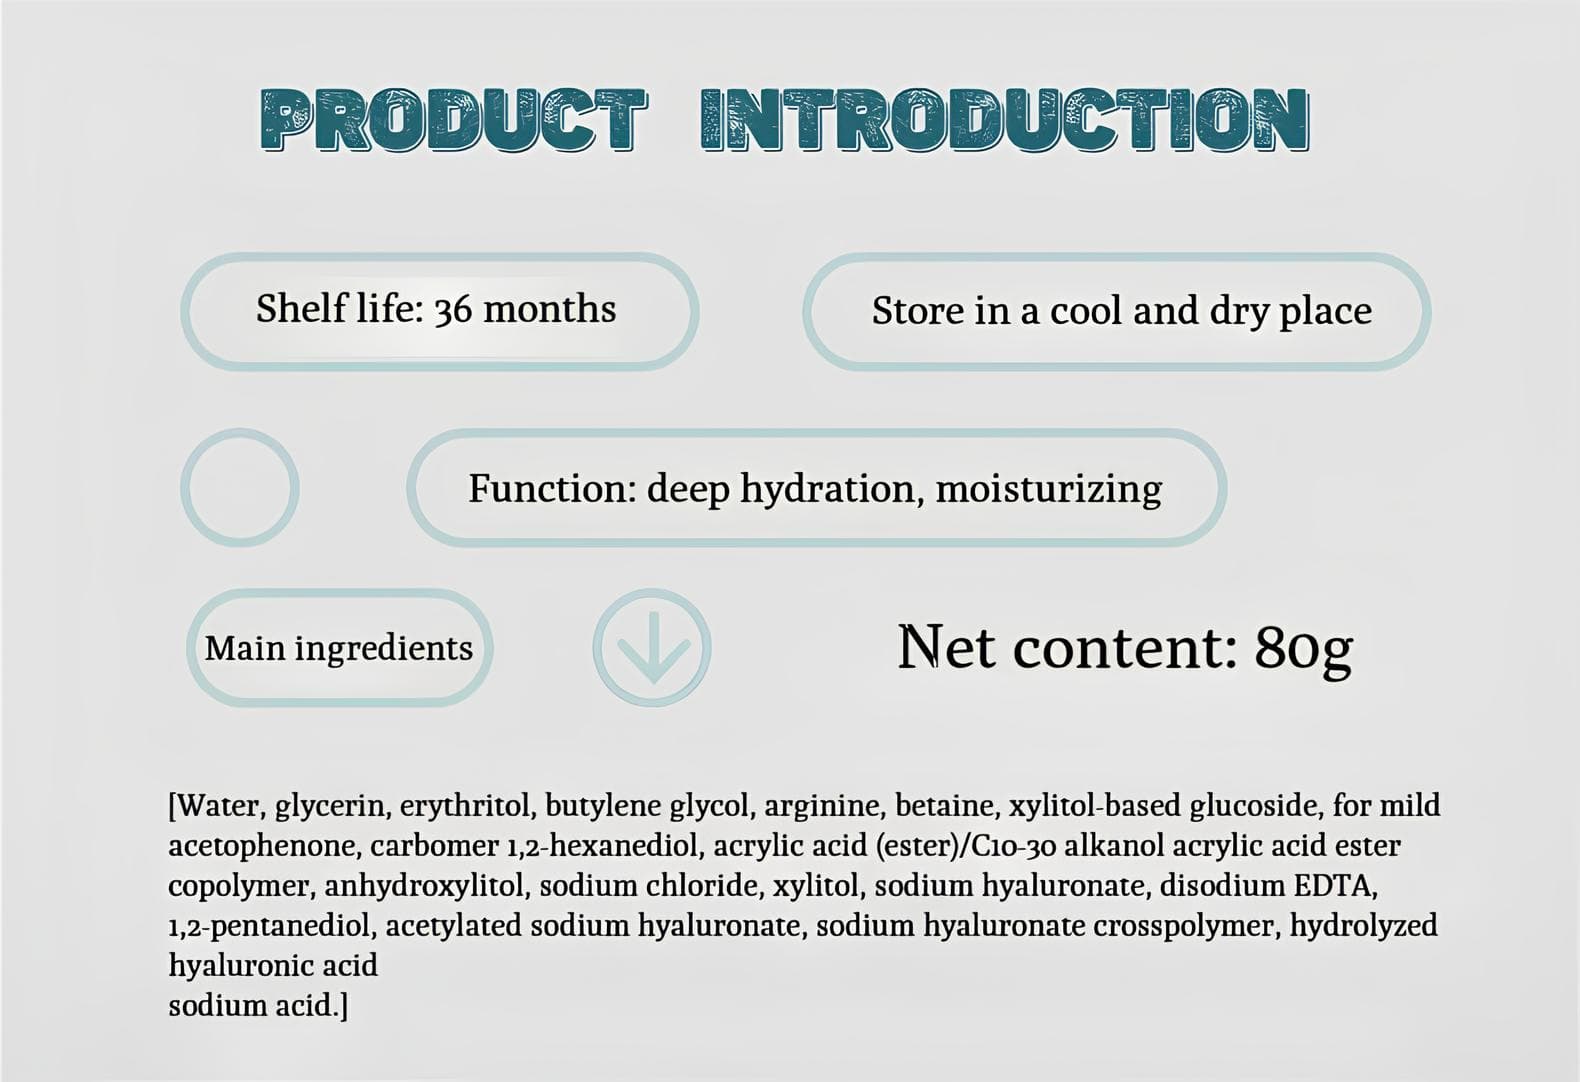 PRODUCT INTRODUCTION
Shelf life: 36 months
Store in a cool and dry place
Function: deep hydration, moisturizing
Main ingredients
Net content: 80g
[Water, glycerin, erythritol, butylene glycol, arginine, betaine, xylitol-based glucoside, for mild
acetophenone, carbomer 1,2-hexanediol, acrylic acid (ester)/C10-30 alkanol acrylic acid ester
copolymer, anhydroxylitol, sodium chloride, xylitol, sodium hyaluronate, disodium EDTA,
1,2-pentanediol, acetylated sodium hyaluronate, sodium hyaluronate crosspolymer, hydrolyzed
hyaluronic acid
sodium acid.]